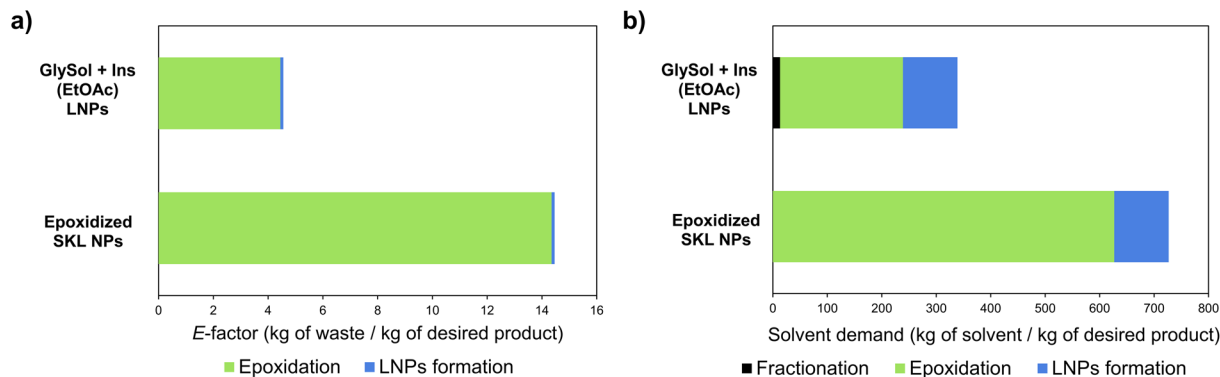 a)
GlySol + Ins
(EtOAc)
LNPs
Epoxidized
SKL NPs
0 2 4 6 8 10 12 14 16
E-factor (kg of waste / kg of desired product)
Epoxidation LNPs formation
b)
GlySol + Ins
(EtOAc)
LNPs
Epoxidized
SKL NPs
0 100 200 300 400 500 600 700 800
Solvent demand (kg of solvent / kg of desired product)
Fractionation Epoxidation LNPs formation